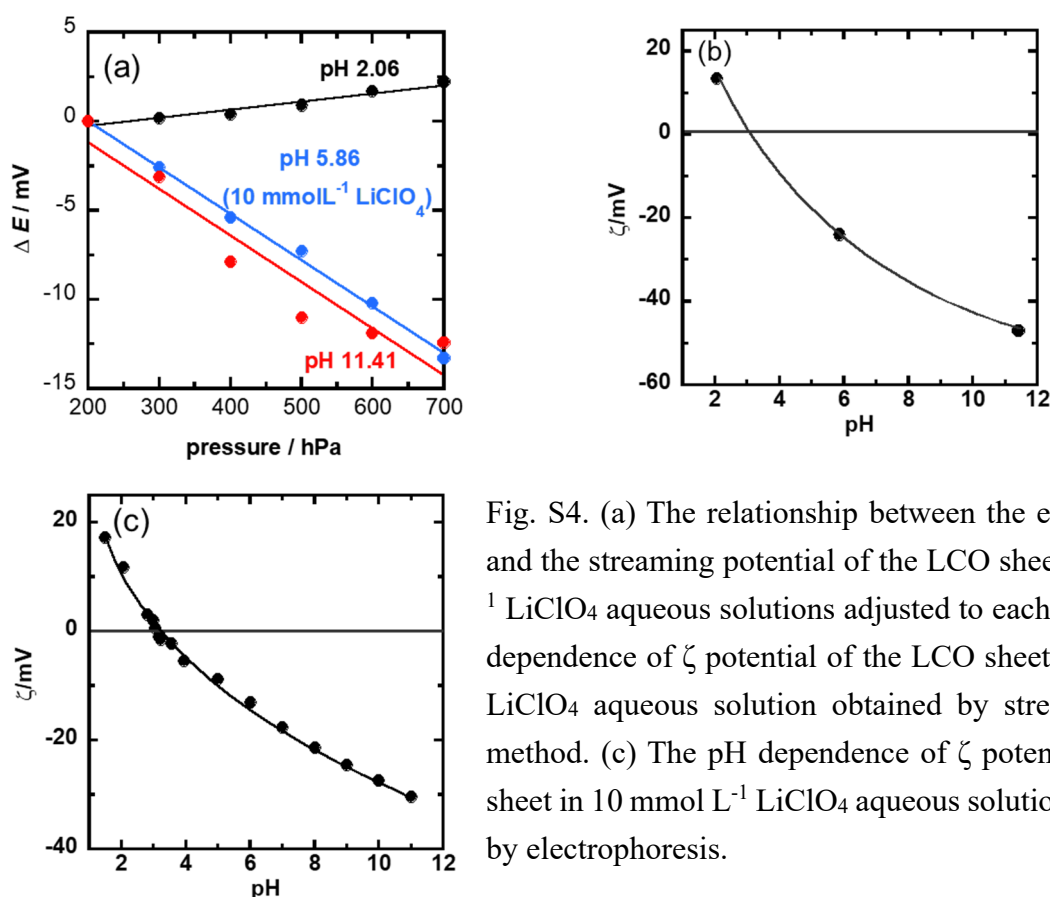 (a)
5
0
-5
-10
-15
Δ E / mV
pH 2.06
pH 5.86
(10 mmolL-1 LiClO4)
pH 11.41
200 300 400 500 600 700
pressure / hPa
(b)
20
0
-20
-40
-60
ζ/mV
2 4 6 8 10 12
pH
(c)
20
0
-20
-40
ζ/mV
2 4 6 8 10 12
pH
Fig. S4. (a) The relationship between the e
and the streaming potential of the LCO shee
1 LiClO4 aqueous solutions adjusted to each
dependence of ζ potential of the LCO sheet
LiClO4 aqueous solution obtained by stre
method. (c) The pH dependence of ζ poten
sheet in 10 mmol L-1 LiClO4 aqueous solutio
by electrophoresis.